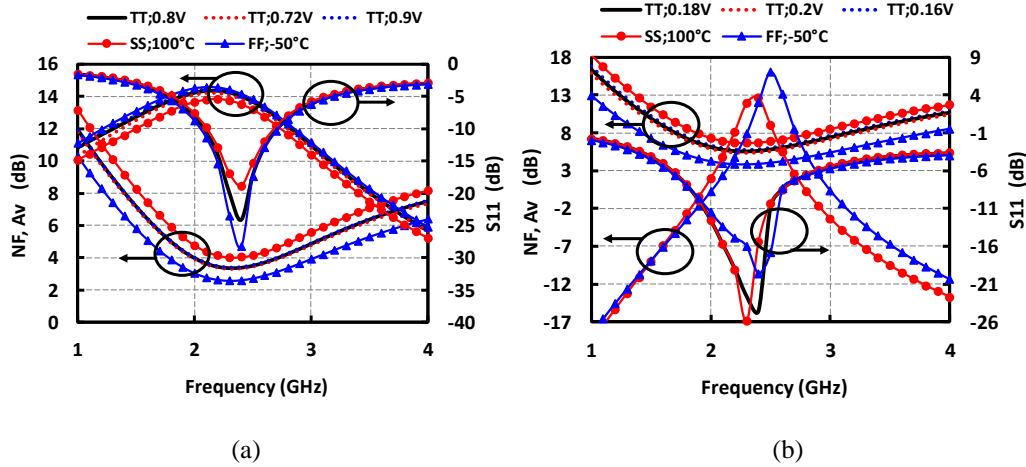 TT;0.8V TT;0.72V TT;0.9V
SS;100°C FF;-50°C
16
14
12
10
8
6
4
2
0
NF, Av (dB)
0
-5
-10
-15
-20
-25
-30
-35
-40
S11 (dB)
1 2 3 4
Frequency (GHz)
(a)
TT;0.18V TT;0.2V TT;0.16V
SS;100°C FF;-50°C
18
13
8
3
-2
-7
-12
-17
NF, Av (dB)
9
4
-1
-6
-11
-16
-21
-26
S11 (dB)
1 2 3 4
Frequency (GHz)
(b)